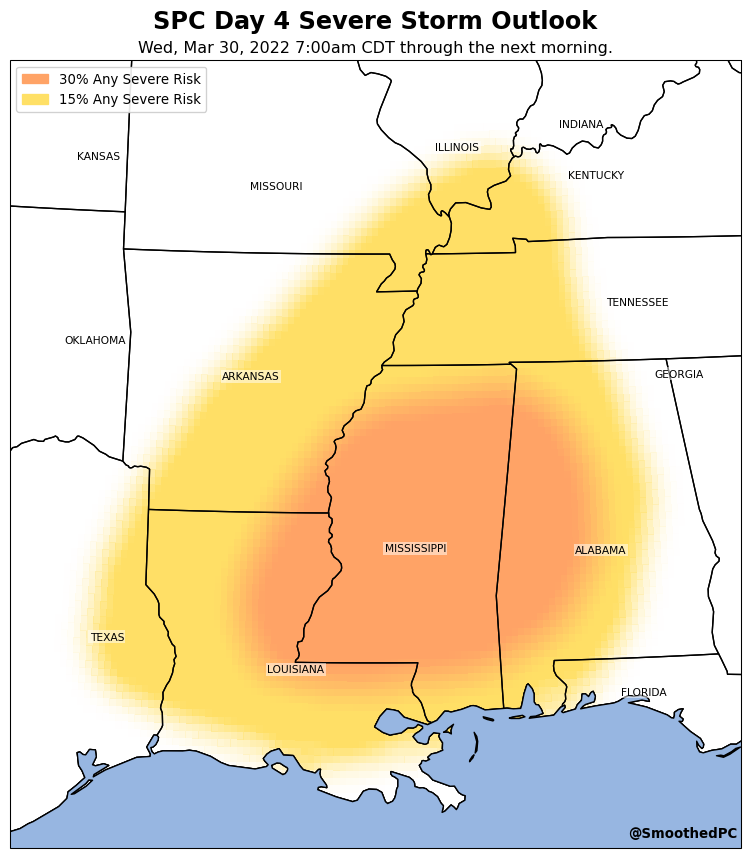 SPC Day 4 Severe Storm Outlook
Wed, Mar 30, 2022 7:00am CDT through the next morning.
30% Any Severe Risk
15% Any Severe Risk
INDIANA
ILLINOIS
KANSAS
KENTUCKY
MISSOURI
TENNESSEE
OKLAHOMA
ARKANSAS
GEORGIA
MISSISSIPPI
ALABAMA
TEXAS
LOUISIANA
FLORIDA
@SmoothedPC